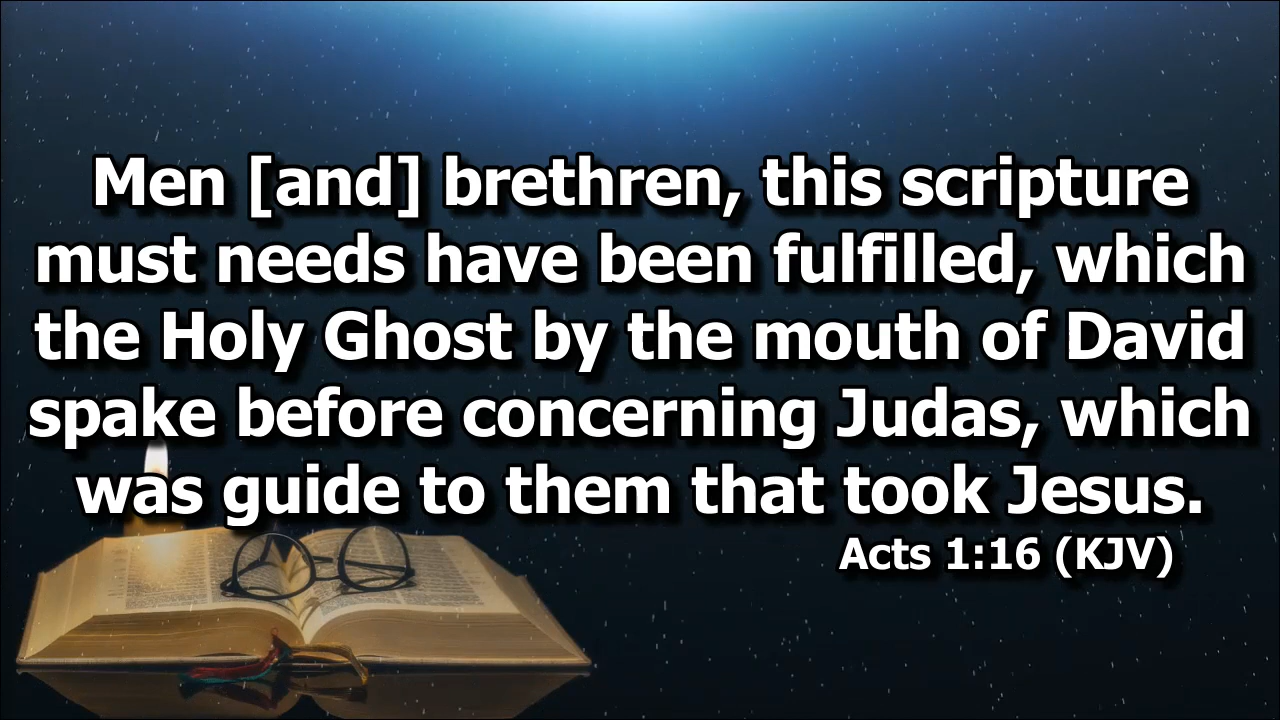 Men [and] brethren, this scripture
must needs have been fulfilled, which
the Holy Ghost by the mouth of David
spake before concerning Judas, which
was guide to them that took Jesus.
Acts 1:16 (KJV)